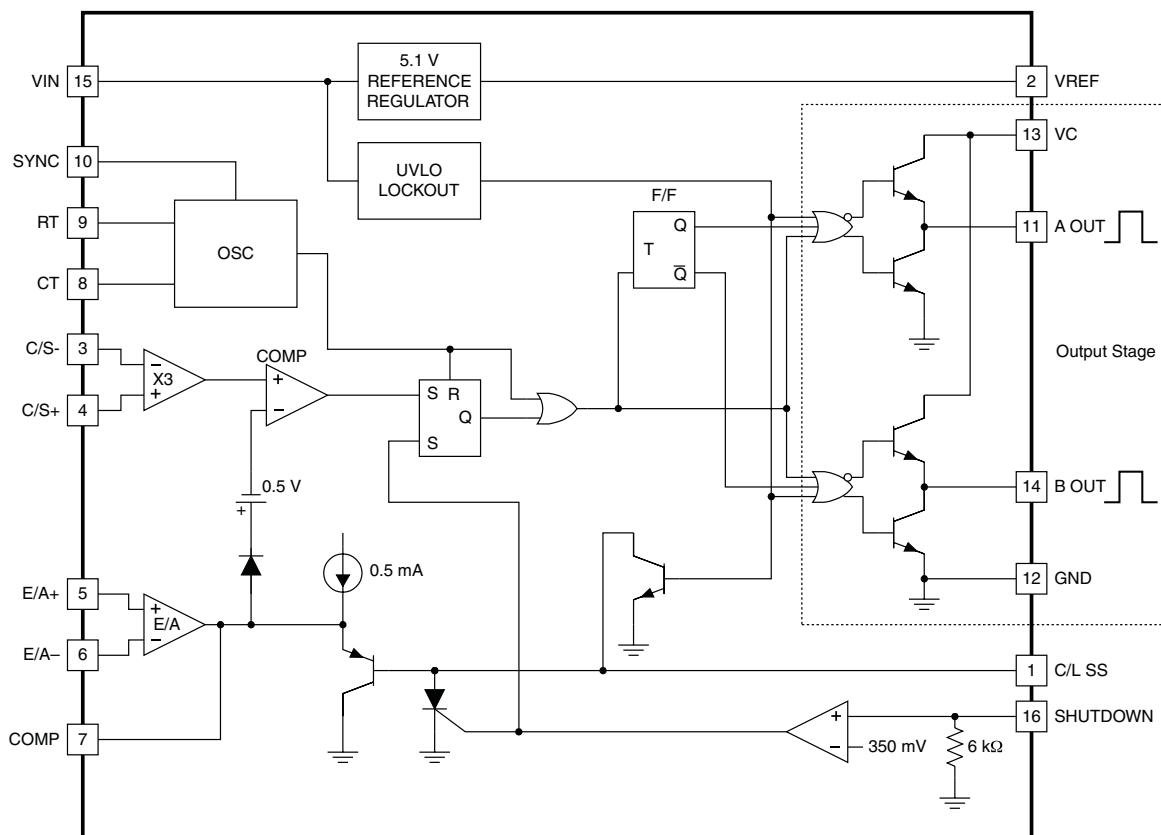 VIN 15
5.1 V
REFERENCE
REGULATOR
2 VREF
13 VC
SYNC 10
UVLO
LOCKOUT
F/F
RT 9
OSC
Q
T
Q̅
11 A OUT
CT 8
C/S- 3
−
X3
+
C/S+ 4
COMP
+
−
S R
Q
S
Output Stage
0.5 V
+
14 B OUT
0.5 mA
E/A+ 5
+
E/A
−
E/A− 6
12 GND
1 C/L SS
COMP 7
+
−
350 mV
16 SHUTDOWN
6 kΩ